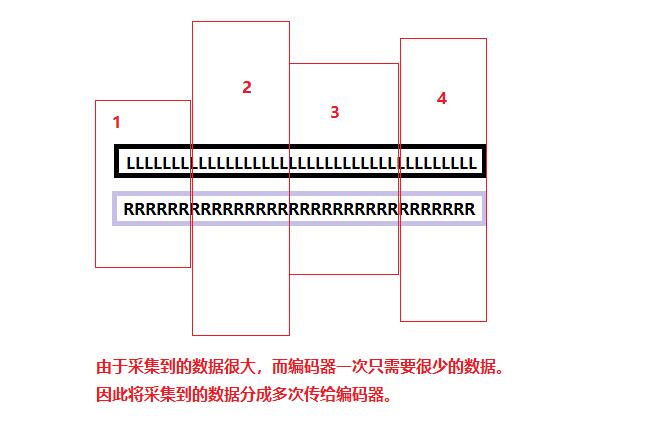 1
2
3
4
LLLLLLLLLLLLLLLLLLLLLLLLLLLLLLLLLLLLLLL
RRRRRRRRRRRRRRRRRRRRRRRRRRRRRRRRR
由于采集到的数据很大，而编码器一次只需要很少的数据。
因此将采集到的数据分成多次传给编码器。